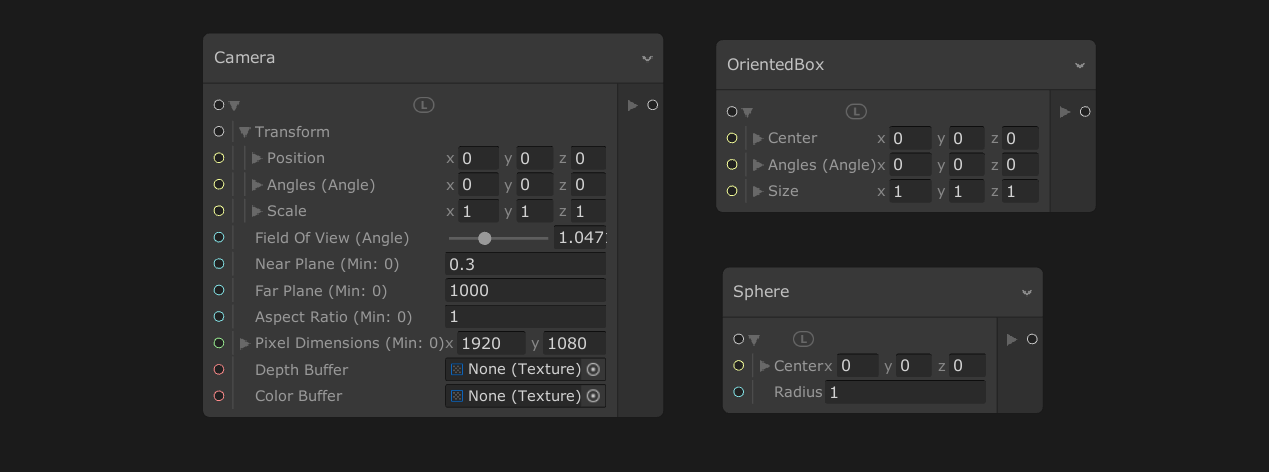 Camera
L
Transform
Position x 0 y 0 z 0
Angles (Angle) x 0 y 0 z 0
Scale x 1 y 1 z 1
Field Of View (Angle) 1.047
Near Plane (Min: 0) 0.3
Far Plane (Min: 0) 1000
Aspect Ratio (Min: 0) 1
Pixel Dimensions (Min: 0) x 1920 y 1080
Depth Buffer None (Texture)
Color Buffer None (Texture)
OrientedBox
L
Center x 0 y 0 z 0
Angles (Angle) x 0 y 0 z 0
Size x 1 y 1 z 1
Sphere
L
Center x 0 y 0 z 0
Radius 1